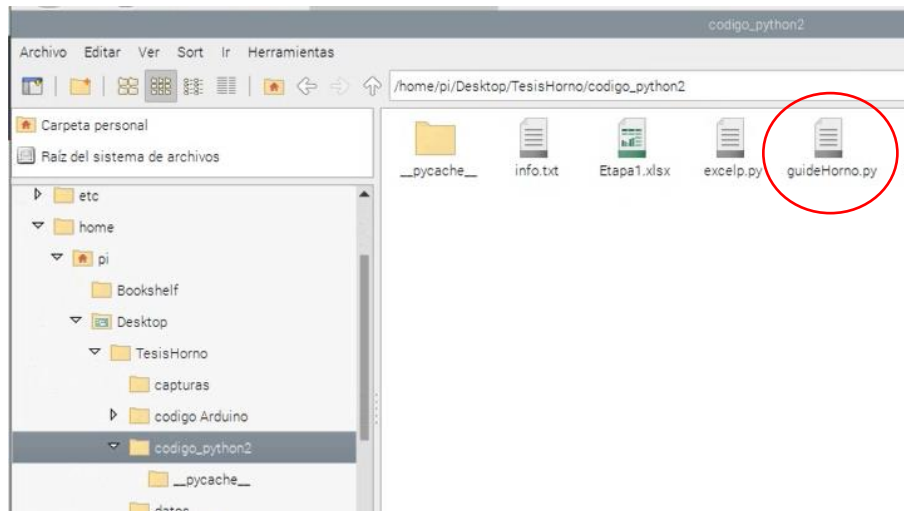 codigo_python2
Archivo Editar Ver Sort Ir Herramientas
/home/pi/Desktop/TesisHorno/codigo_python2
Carpeta personal
Raíz del sistema de archivos
etc
home
pi
Bookshelf
Desktop
TesisHorno
capturas
codigo Arduino
codigo_python2
__pycache__
datos
__pycache__
info.txt
Etapa1.xlsx
excelp.py
guideHorno.py